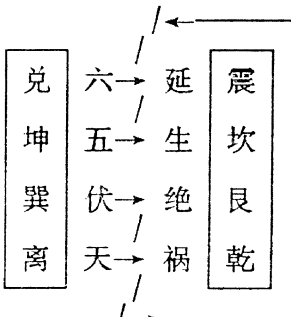 兑 六 延 震
坤 五 生 坎
巽 伏 绝 艮
离 天 祸 乾